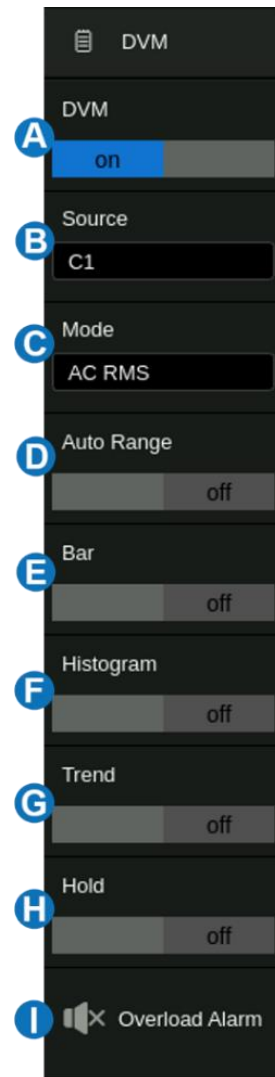 DVM
A
DVM
on
B
Source
C1
C
Mode
AC RMS
D
Auto Range
off
E
Bar
off
F
Histogram
off
G
Trend
off
H
Hold
off
I
Overload Alarm